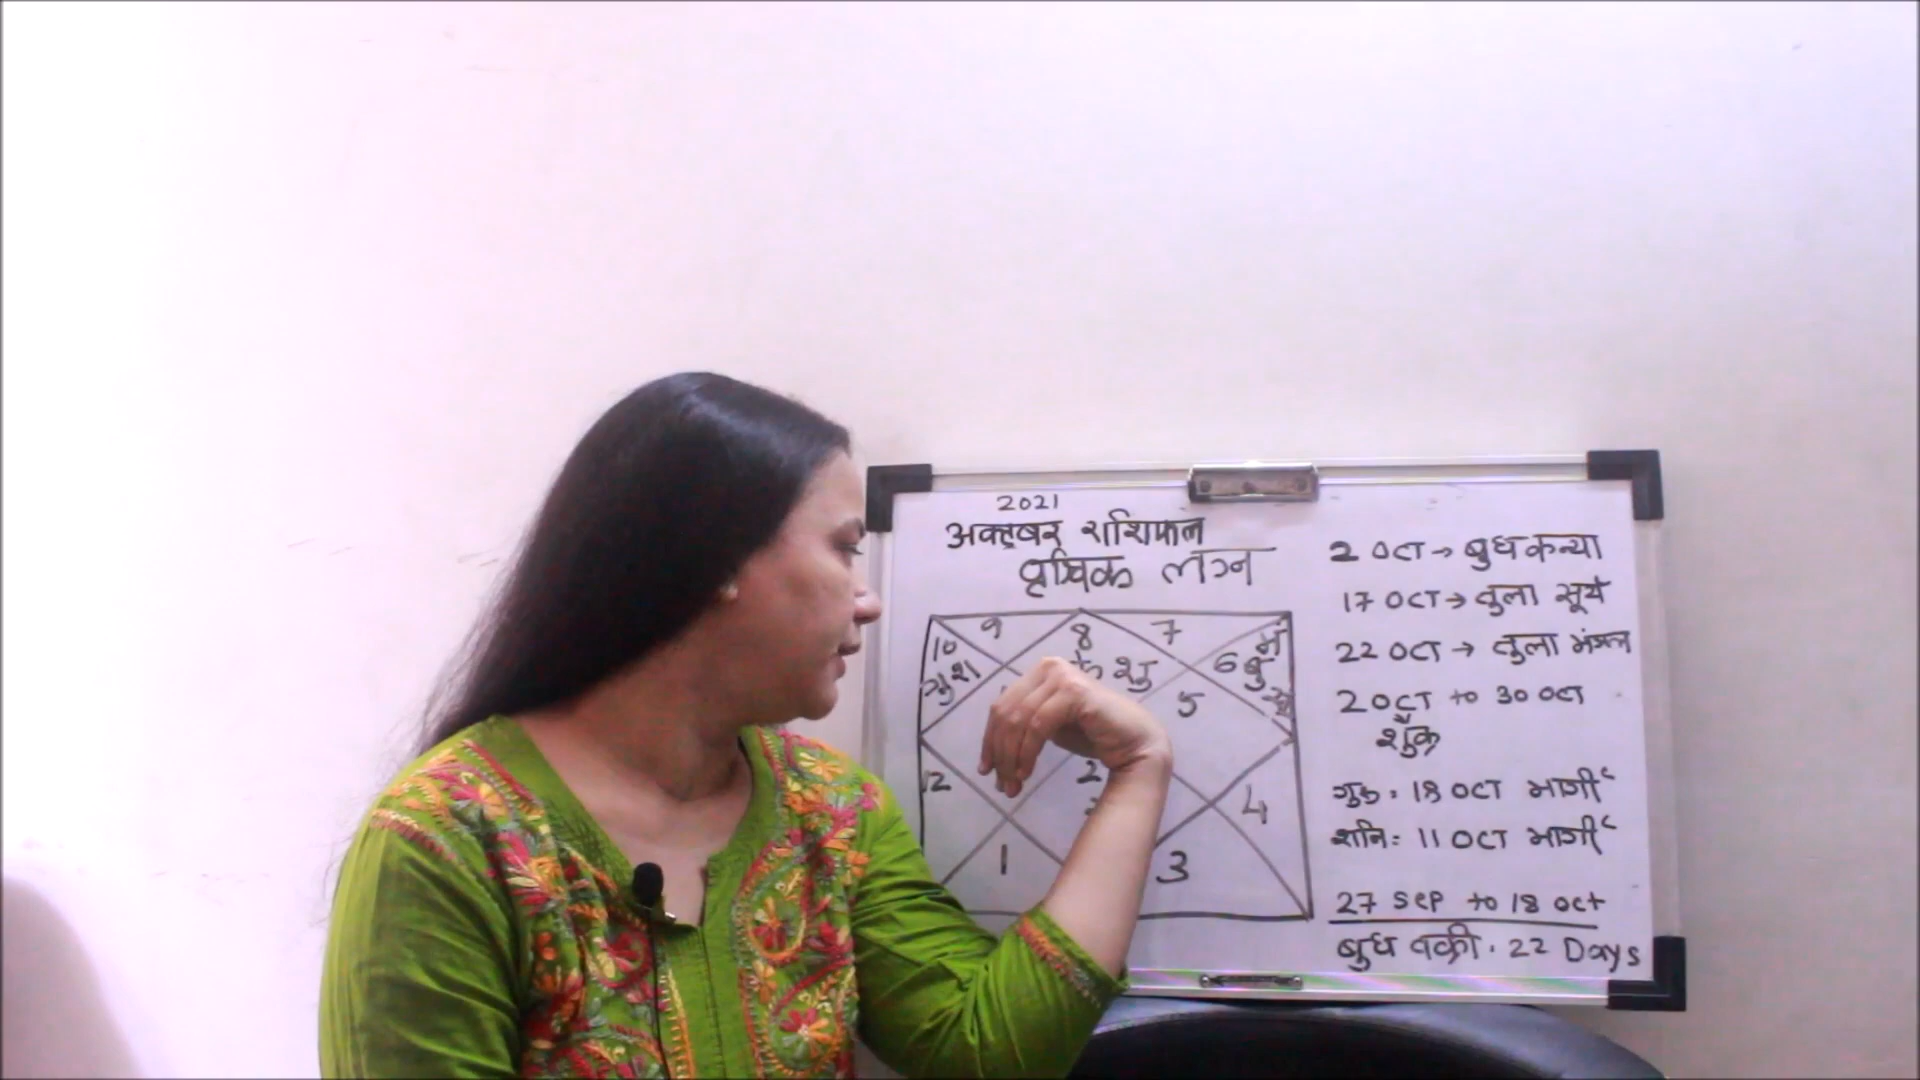 2021
अक्टूबर राशिफल
वृश्चिक लग्न
9
8
7
मं
10
के शु
6 बु
गु श
सू
5
12
2
4
1
3
2 OCT → बुध कन्या
17 OCT → तुला सूर्य
22 OCT → तुला मंगल
2 OCT to 30 OCT
शुक्र
गुरु : 18 OCT मार्गी
शनि : 11 OCT मार्गी
27 Sep to 18 Oct
बुध वक्री . 22 Days